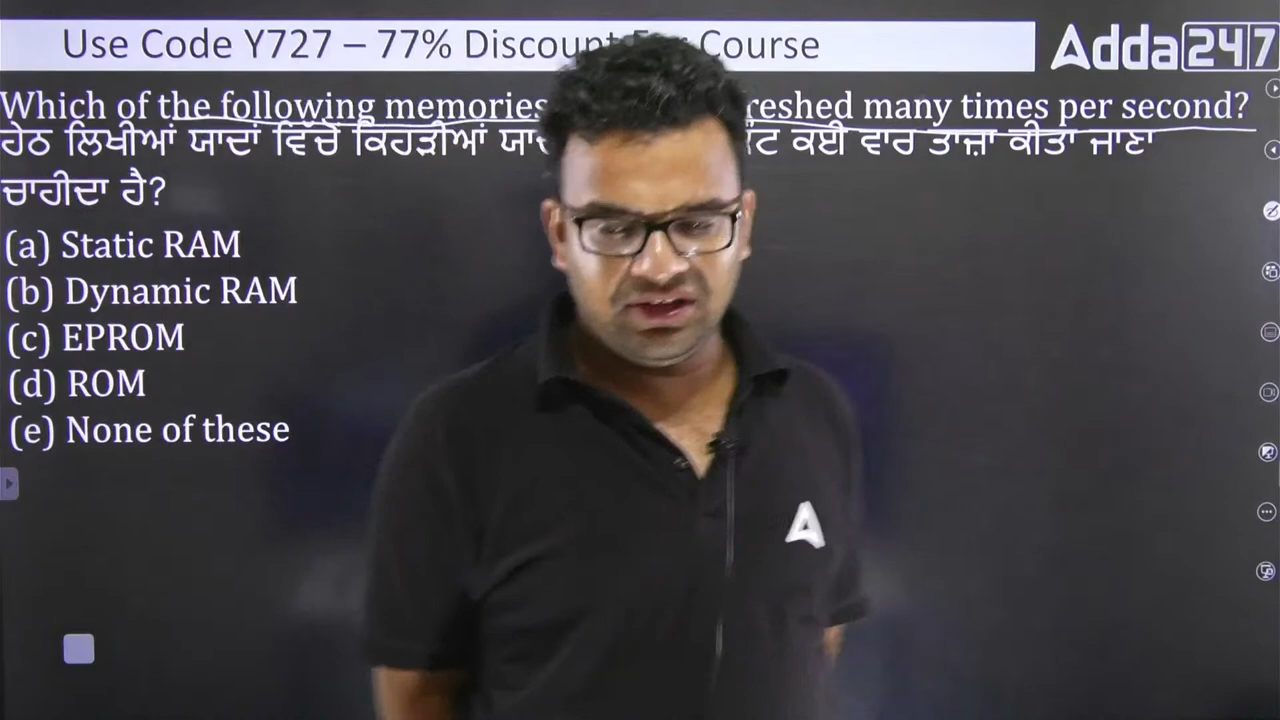 Use Code Y727 – 77% Discount For Course
Adda247
Which of the following memories reshed many times per second?
ਹੇਠ ਲਿਖੀਆਂ ਯਾਦਾਂ ਵਿੱਚੋਂ ਕਿਹੜੀਆਂ ਕਈ ਵਾਰ ਤਾਜ਼ਾ ਕੀਤਾ ਜਾਣਾ
ਚਾਹੀਦਾ ਹੈ?
(a) Static RAM
(b) Dynamic RAM
(c) EPROM
(d) ROM
(e) None of these